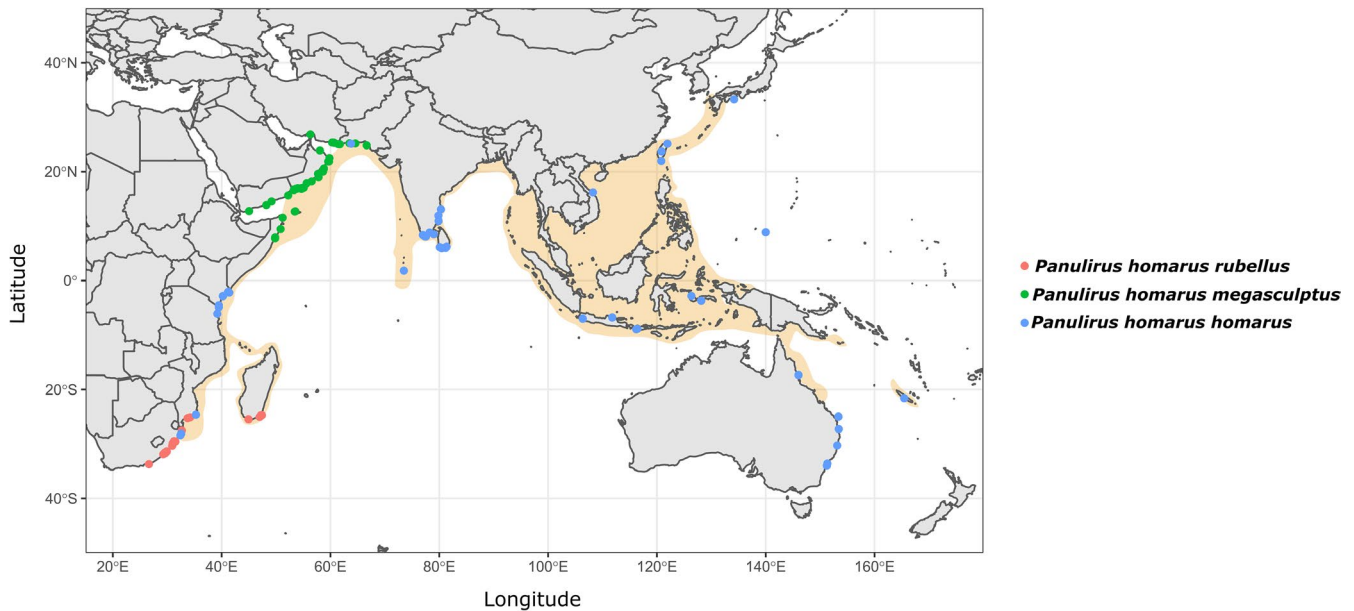 40°N
20°N
0°
20°S
40°S
Latitude
20°E
40°E
60°E
80°E
100°E
120°E
140°E
160°E
Longitude
Panulirus homarus rubellus
Panulirus homarus megasculptus
Panulirus homarus homarus